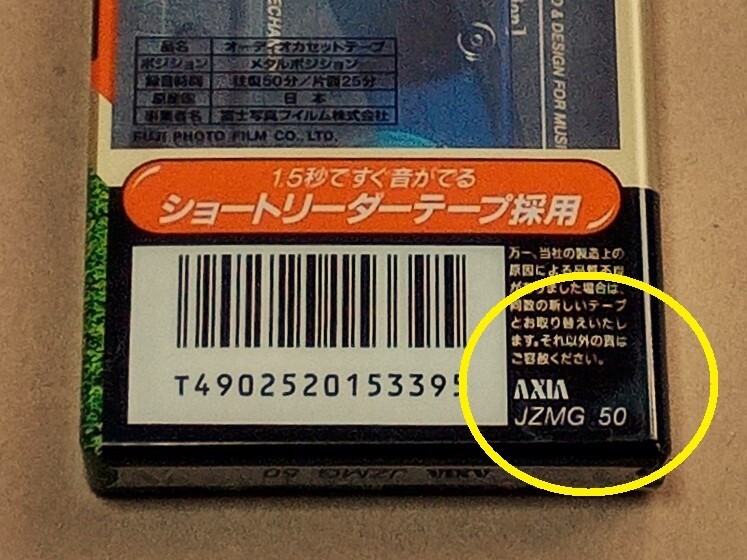 ECHAN
ion]
O & DESIGN FOR MUSI
品名 オーディオカセットテープ
ポジション メタルポジション
録音時間 往復50分/片面25分
原産国 日本
事業者名 富士写真フイルム株式会社
FUJI PHOTO FILM CO., LTD.
1.5秒ですぐ音がでる
ショートリーダーテープ採用
万一、当社の製造上の
原因による品質不良
がありました場合は、
同数の新しいテープ
とお取り替えいたし
ます。それ以外の責は
ご容赦ください。
T4902520153395
AXIA
JZMG 50
AXIA JZMG 50